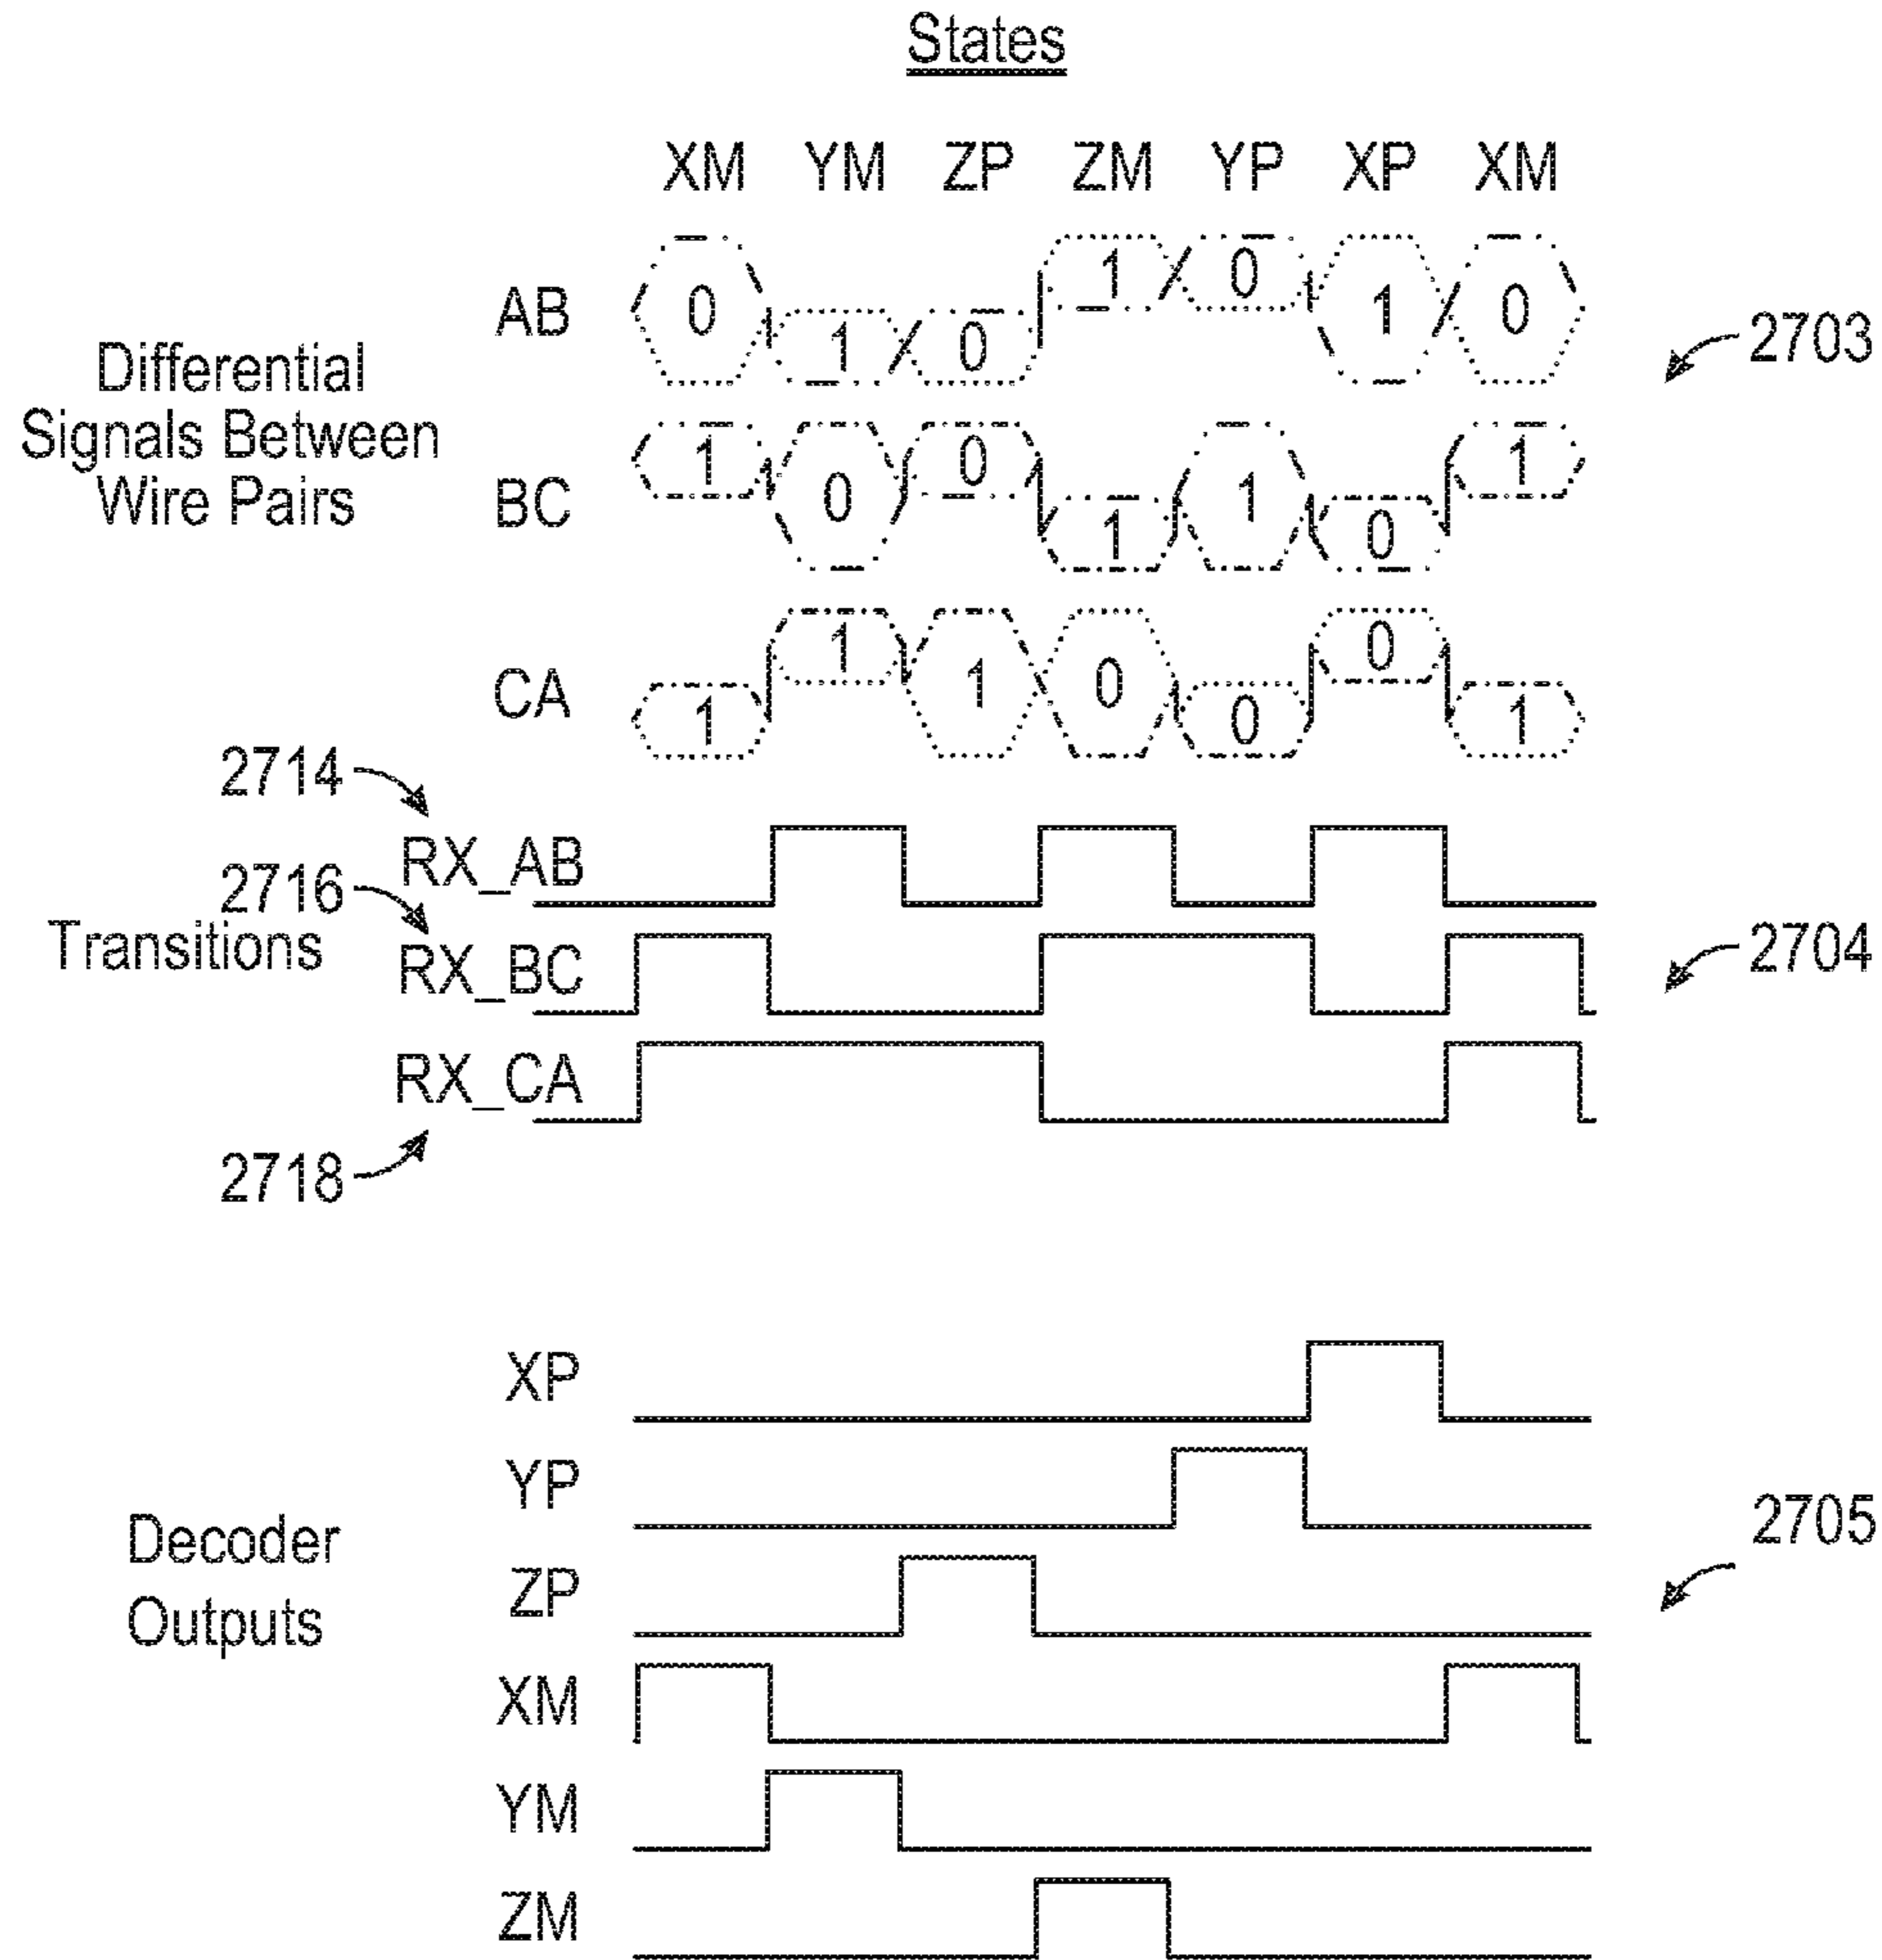 States
XM YM ZP ZM YP XP XM
AB 0 1 0 1 0 1 0
2703
Differential
Signals Between
Wire Pairs
BC 1 0 0 1 1 0 1
CA 1 1 1 0 0 0 1
2714
RX_AB
2716
Transitions
RX_BC
2704
RX_CA
2718
XP
YP
Decoder
Outputs
2705
ZP
XM
YM
ZM